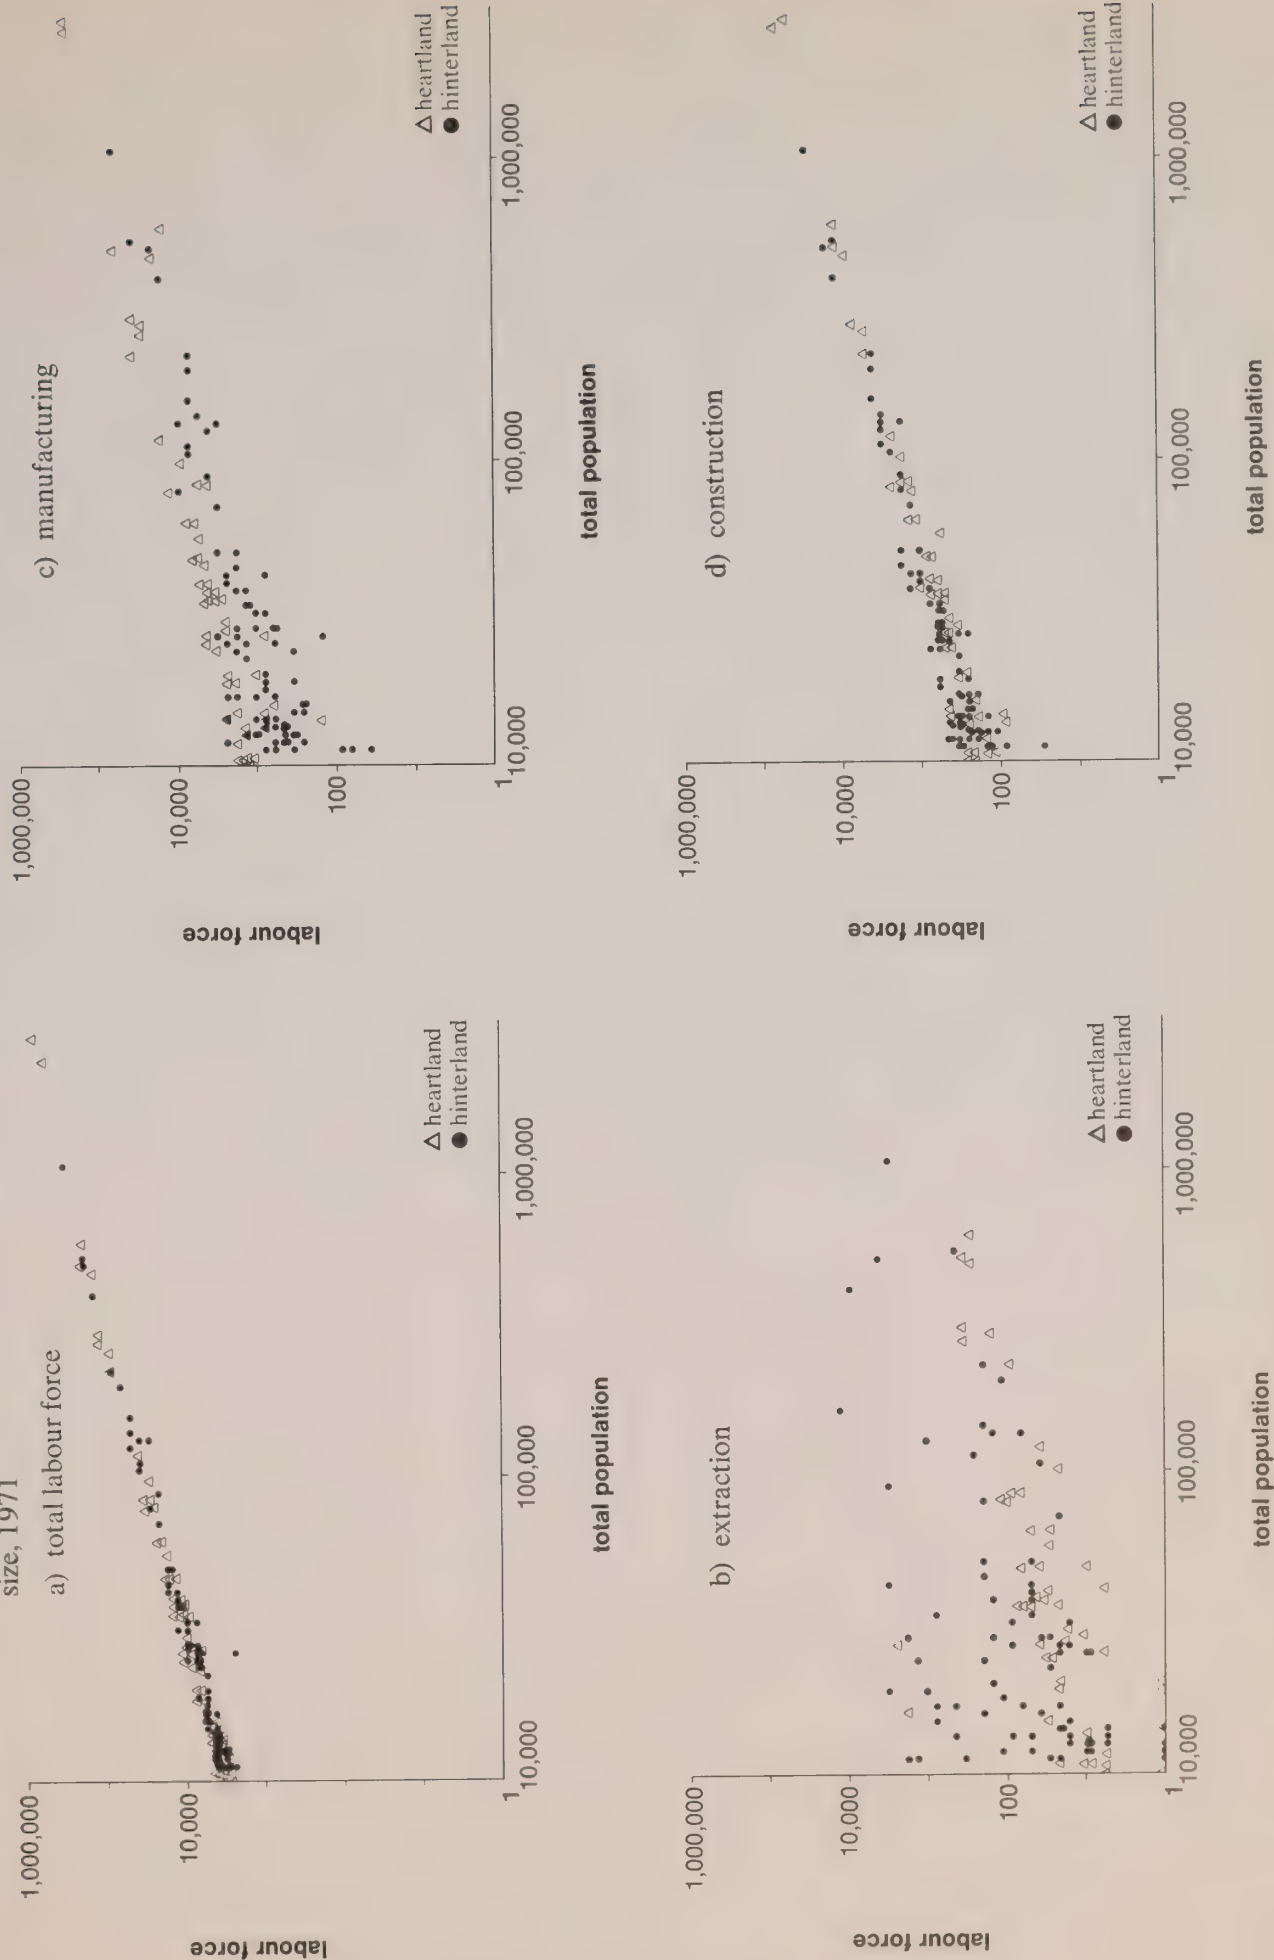 size, 1971
a) total labour force
1,000,000
10,000
1
10,000
100,000
1,000,000
labour force
total population
△ heartland
● hinterland
b) extraction
1,000,000
10,000
100
1
10,000
100,000
1,000,000
labour force
total population
△ heartland
● hinterland
c) manufacturing
1,000,000
10,000
100
1
10,000
100,000
1,000,000
labour force
total population
△ heartland
● hinterland
d) construction
1,000,000
10,000
100
1
10,000
100,000
1,000,000
labour force
total population
△ heartland
● hinterland